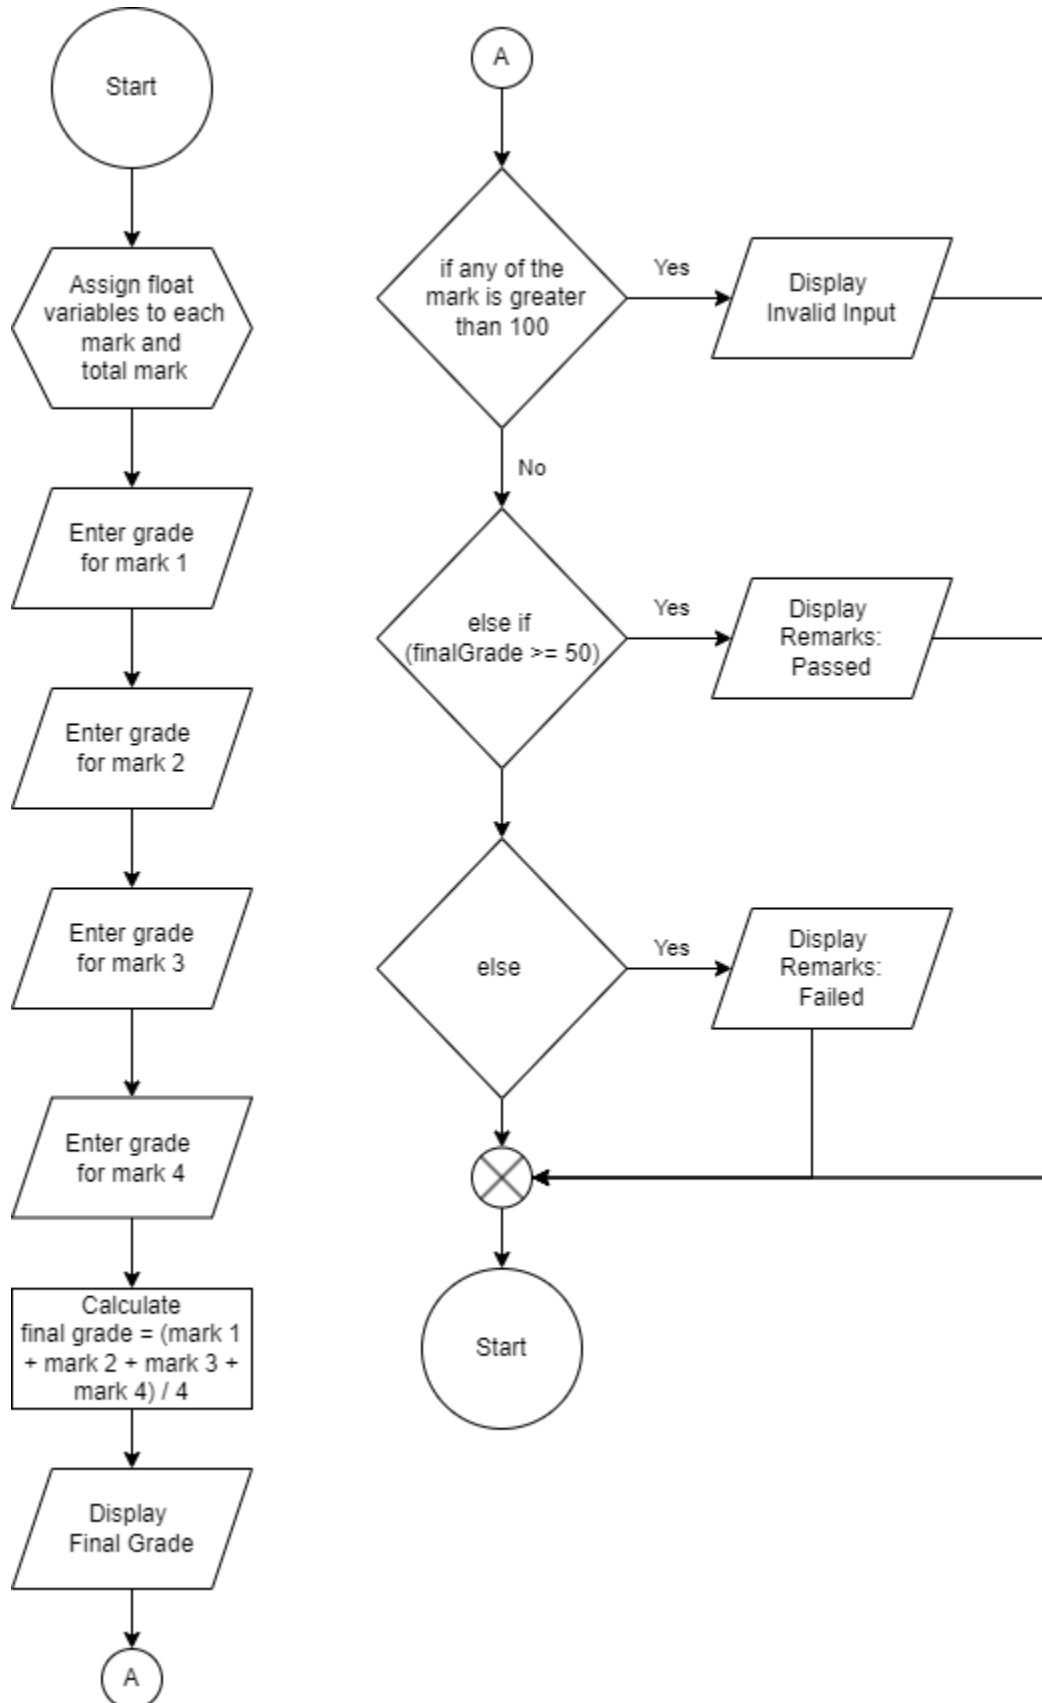 Start
Assign float
variables to each
mark and
total mark
Enter grade
for mark 1
Enter grade
for mark 2
Enter grade
for mark 3
Enter grade
for mark 4
Calculate
final grade = (mark 1
+ mark 2 + mark 3 +
mark 4) / 4
Display
Final Grade
A
A
if any of the
mark is greater
than 100
Yes
Display
Invalid Input
No
else if
(finalGrade >= 50)
Yes
Display
Remarks:
Passed
else
Yes
Display
Remarks:
Failed
Start